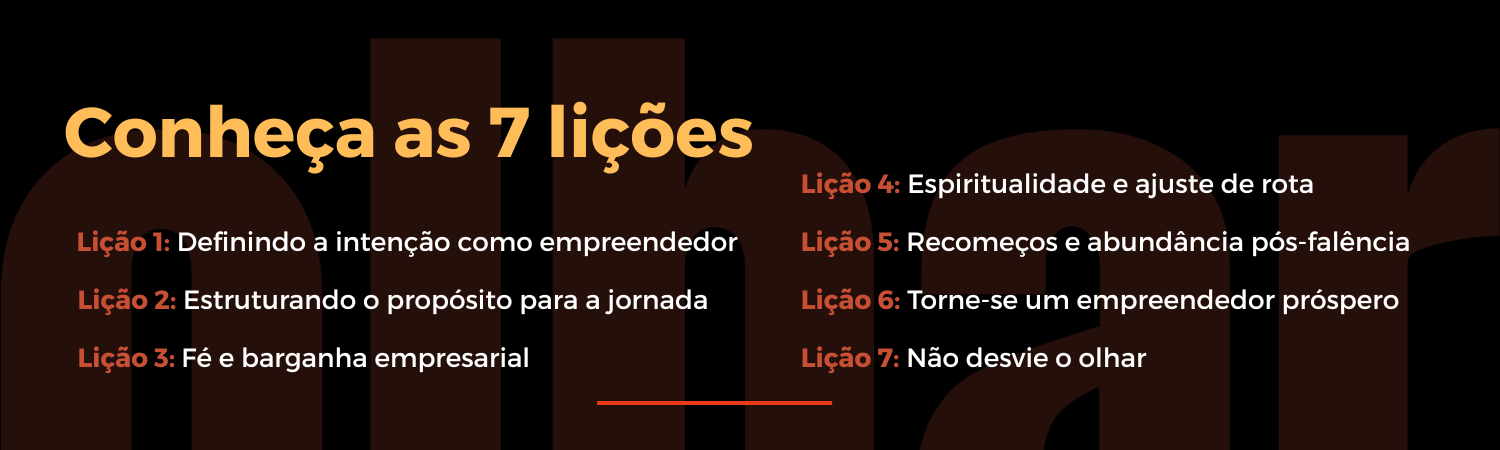 Conheça as 7 lições
Lição 1: Definindo a intenção como empreendedor
Lição 2: Estruturando o propósito para a jornada
Lição 3: Fé e barganha empresarial
Lição 4: Espiritualidade e ajuste de rota
Lição 5: Recomeços e abundância pós-falência
Lição 6: Torne-se um empreendedor próspero
Lição 7: Não desvie o olhar
olhar